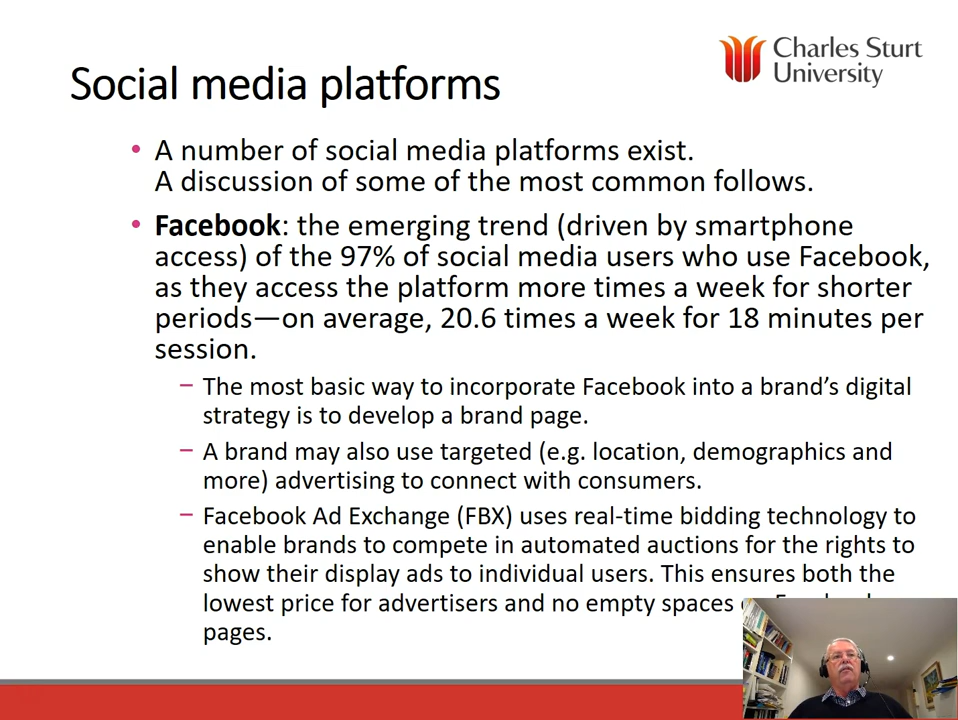 Charles Sturt
University
Social media platforms
• A number of social media platforms exist.
A discussion of some of the most common follows.
• Facebook: the emerging trend (driven by smartphone
access) of the 97% of social media users who use Facebook,
as they access the platform more times a week for shorter
periods—on average, 20.6 times a week for 18 minutes per
session.
– The most basic way to incorporate Facebook into a brand’s digital
strategy is to develop a brand page.
– A brand may also use targeted (e.g. location, demographics and
more) advertising to connect with consumers.
– Facebook Ad Exchange (FBX) uses real-time bidding technology to
enable brands to compete in automated auctions for the rights to
show their display ads to individual users. This ensures both the
lowest price for advertisers and no empty spaces
pages.